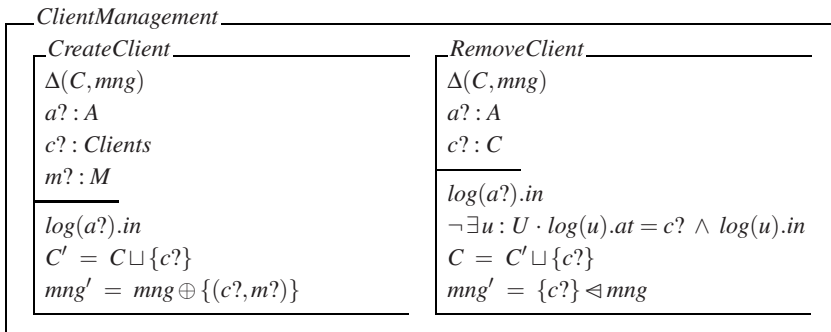 ClientManagement
CreateClient
Δ(C,mng)
a? : A
c? : Clients
m? : M
log(a?).in
C′ = C ⊔ {c?}
mng′ = mng ⊕ {(c?,m?)}
RemoveClient
Δ(C,mng)
a? : A
c? : C
log(a?).in
¬ ∃u : U · log(u).at = c? ∧ log(u).in
C = C′ ⊔ {c?}
mng′ = {c?} ⩤ mng